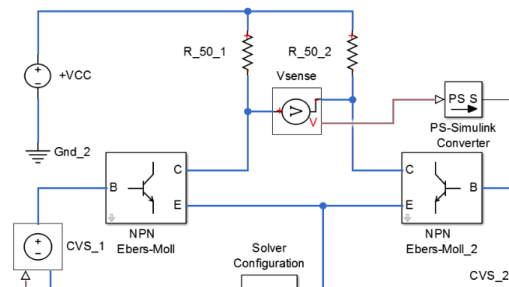 R_50_1
R_50_2
+VCC
Vsense
V
V
PS S
PS-Simulink
Converter
Gnd_2
C
B
E
C
B
E
NPN
Ebers-Moll
NPN
Ebers-Moll_2
CVS_1
Solver
Configuration
CVS_2